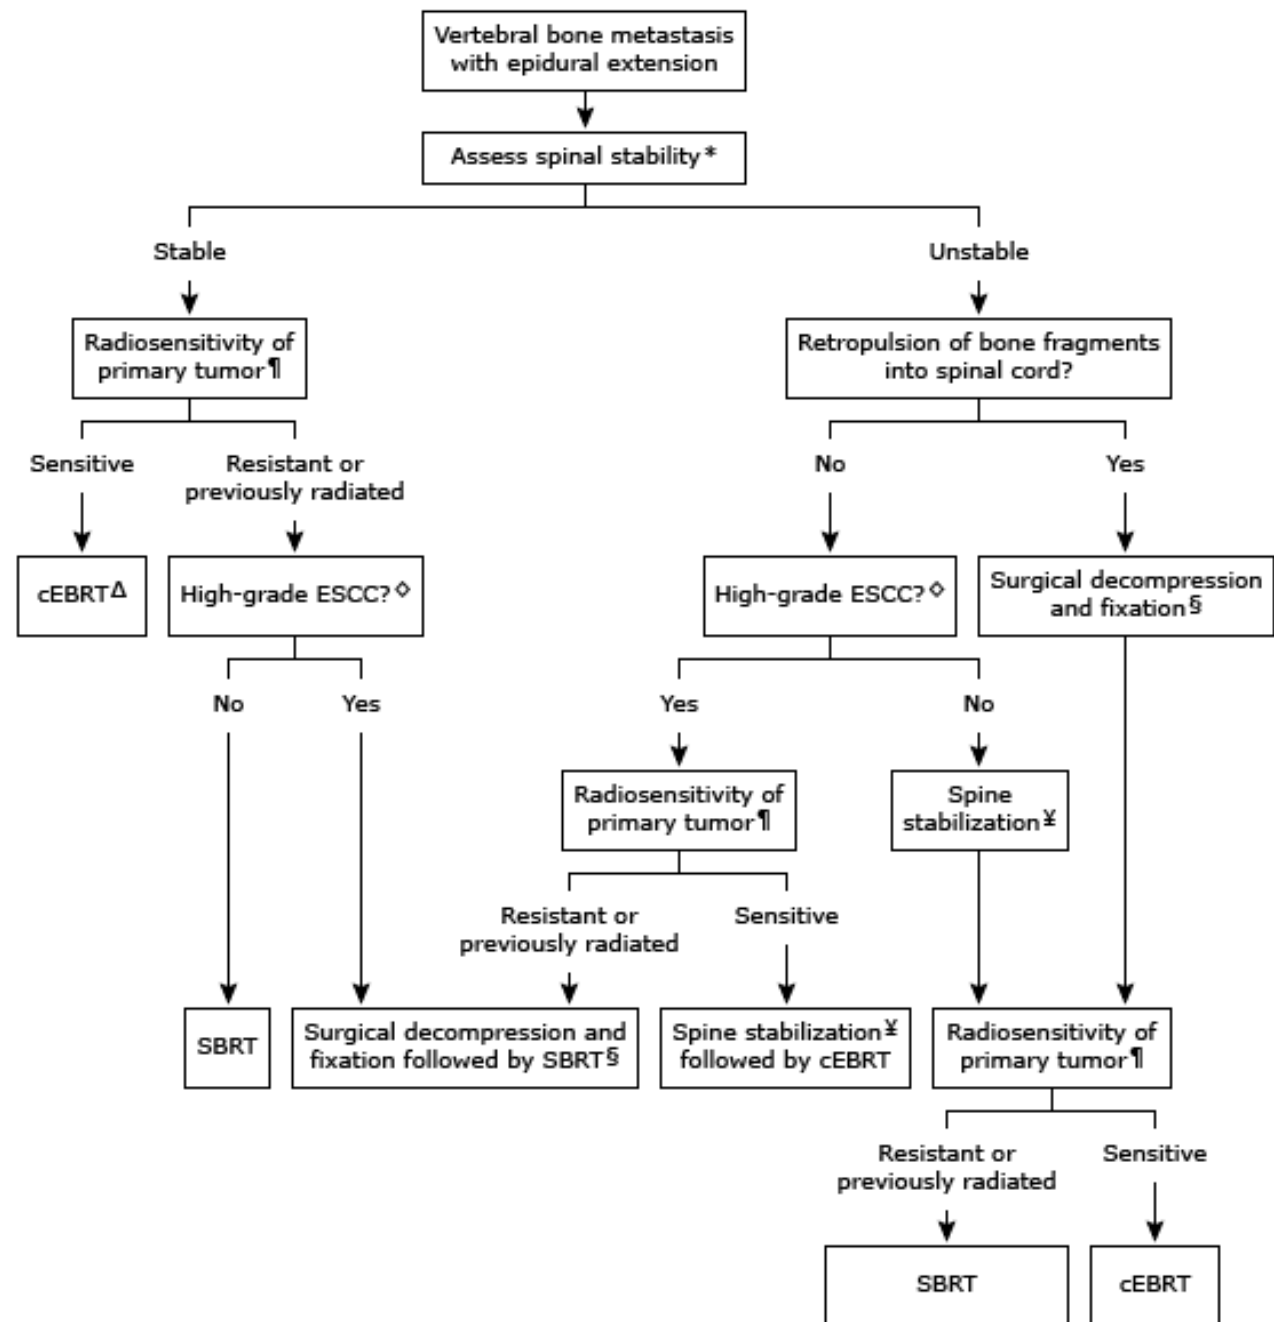 Vertebral bone metastasis
with epidural extension
Assess spinal stability*
Stable
Unstable
Radiosensitivity of
primary tumor¶
Retropulsion of bone fragments
into spinal cord?
Sensitive
Resistant or
previously radiated
No
Yes
cEBRTΔ
High-grade ESCC?◇
High-grade ESCC?◇
Surgical decompression
and fixation§
No
Yes
Yes
No
Radiosensitivity of
primary tumor¶
Spine
stabilization¥
Resistant or
previously radiated
Sensitive
SBRT
Surgical decompression and
fixation followed by SBRT§
Spine stabilization¥
followed by cEBRT
Radiosensitivity of
primary tumor¶
Resistant or
previously radiated
Sensitive
SBRT
cEBRT